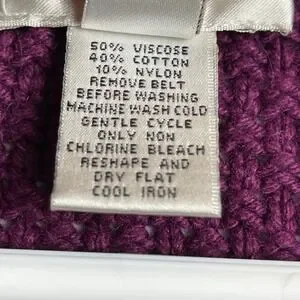 50% VISCOSE
40% COTTON
10% NYLON
REMOVE BELT
BEFORE WASHING
MACHINE WASH COLD
GENTLE CYCLE
ONLY NON
CHLORINE BLEACH
RESHAPE AND
DRY FLAT
COOL IRON